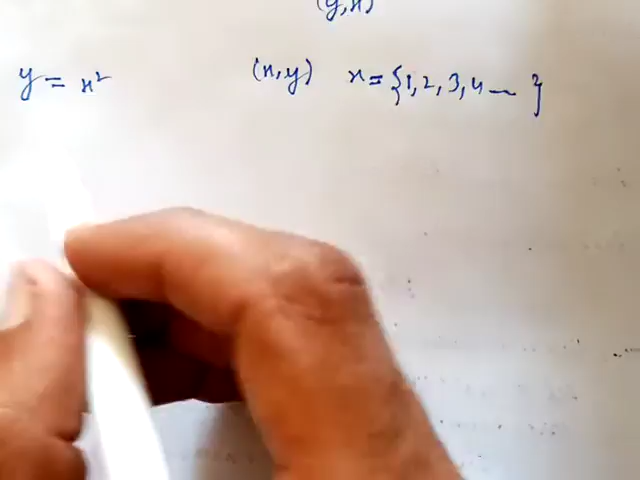 (y,x)
y = x² (x,y) x = {1,2,3,4 — }